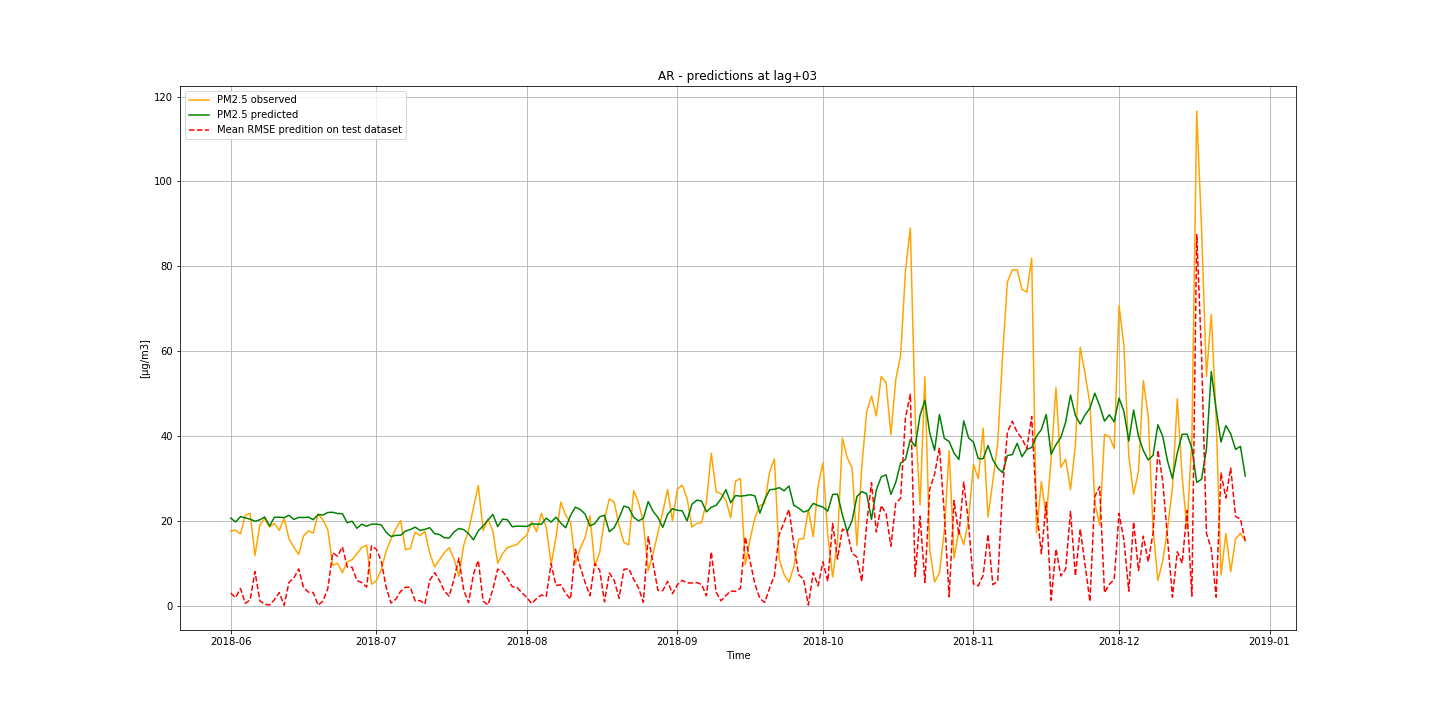 AR - predictions at lag+03
PM2.5 observed
PM2.5 predicted
Mean RMSE predition on test dataset
120
100
80
60
40
20
0
[µg/m3]
2018-06 2018-07 2018-08 2018-09 2018-10 2018-11 2018-12 2019-01
Time